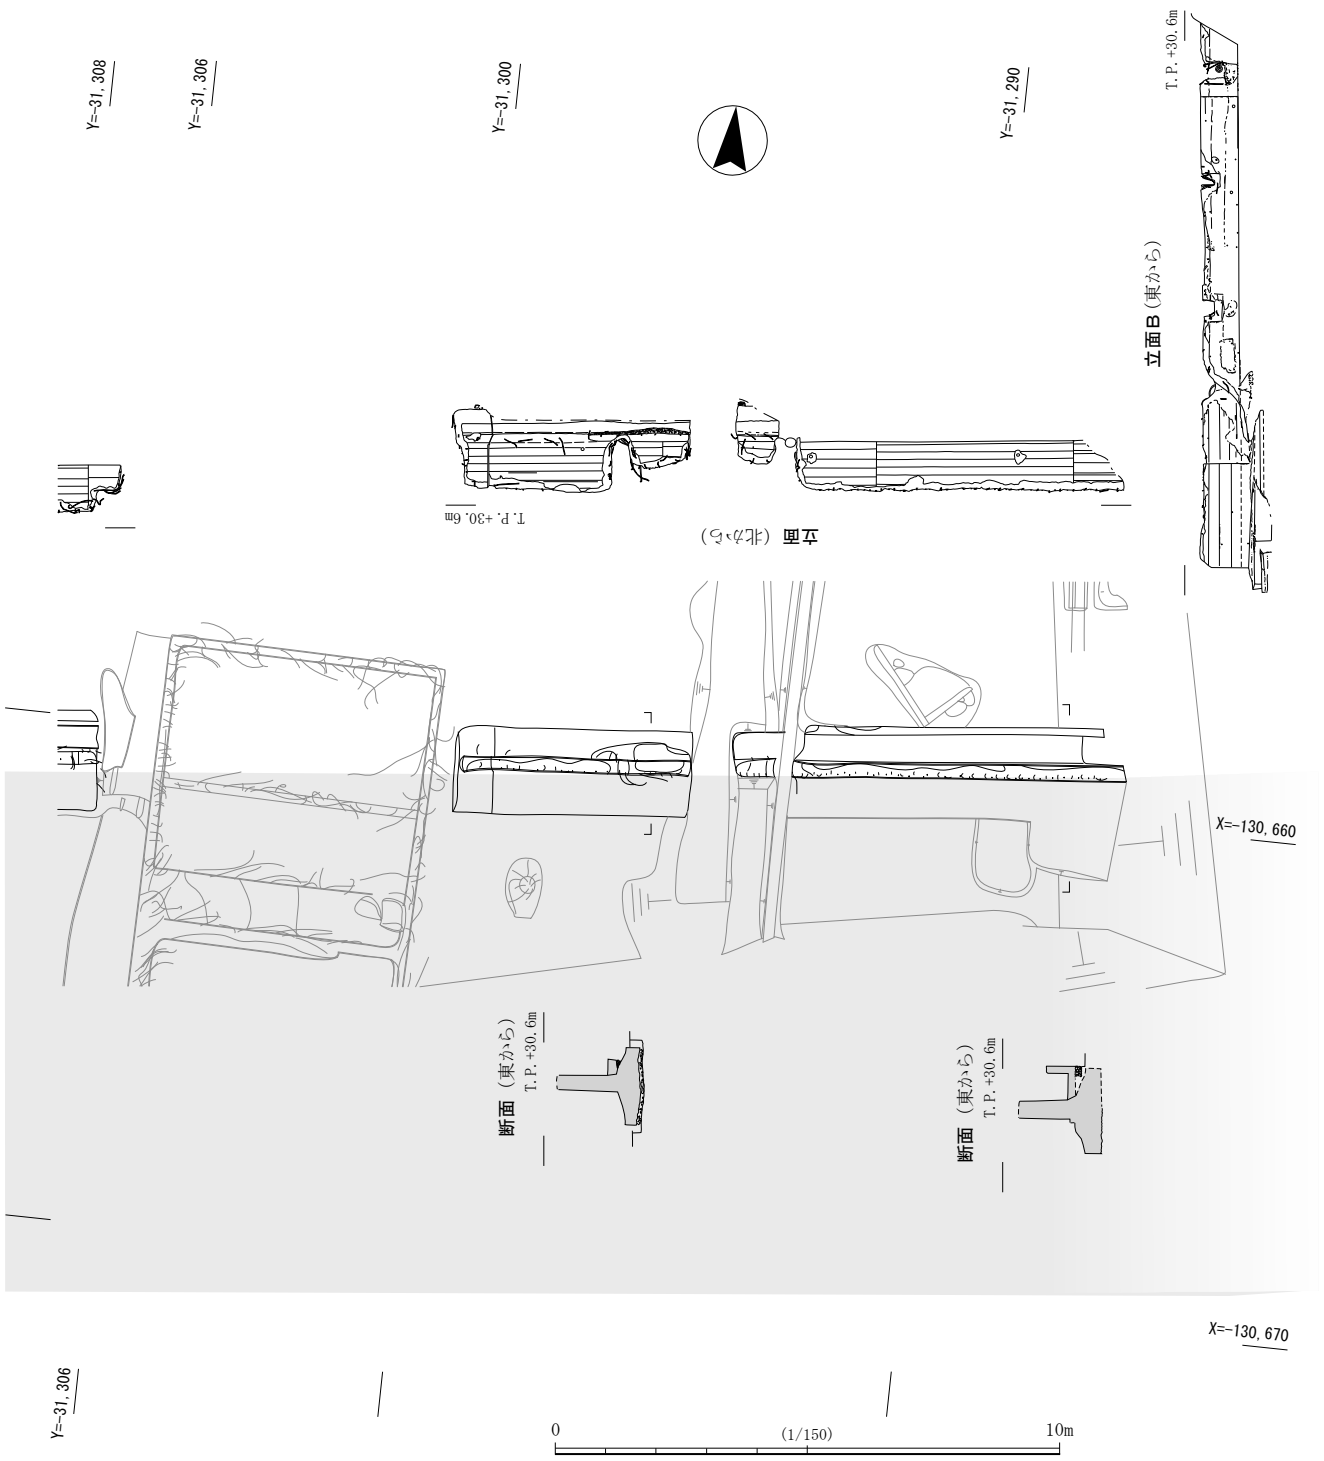 Y=-31,308
Y=-31,306
Y=-31,300
Y=-31,290
T.P.+30.6m
立面B（東から）
T.P.+30.6m
立面（北から）
X=-130,660
断面（東から）
T.P.+30.6m
断面（東から）
T.P.+30.6m
X=-130,670
Y=-31,306
0
(1/150)
10m